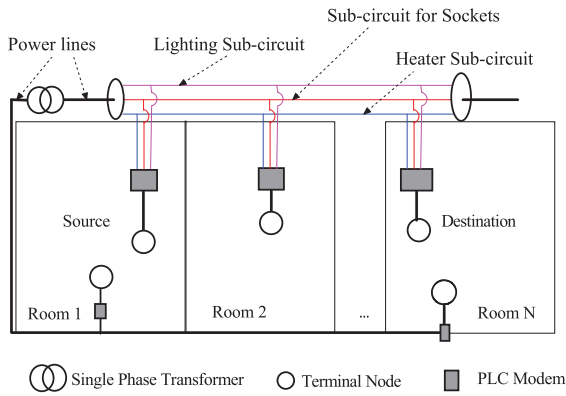 Sub-circuit for Sockets
Power lines
Lighting Sub-circuit
Heater Sub-circuit
Source
Destination
Room 1
Room 2
...
Room N
Single Phase Transformer
Terminal Node
PLC Modem